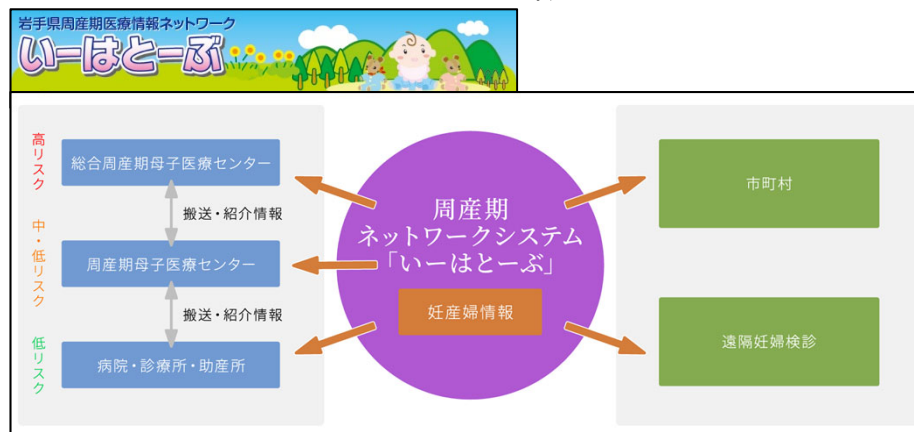 岩手県周産期医療情報ネットワーク
いーはとーぶ
高リスク
総合周産期母子医療センター
搬送・紹介情報
中・低リスク
周産期母子医療センター
搬送・紹介情報
低リスク
病院・診療所・助産所
周産期
ネットワークシステム
「いーはとーぶ」
妊産婦情報
市町村
遠隔妊婦検診